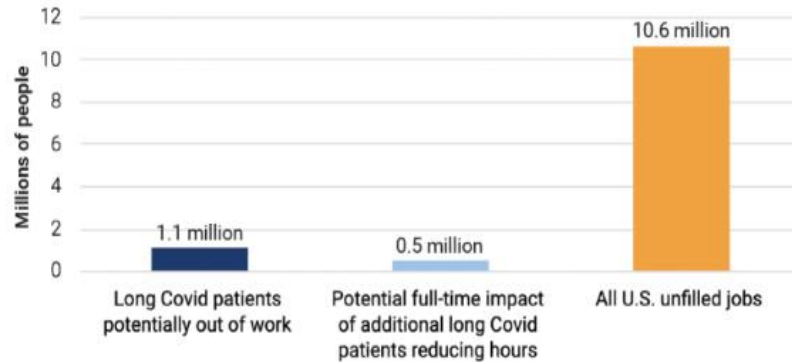 Millions of people
12
10
8
6
4
2
0
1.1 million
0.5 million
10.6 million
Long Covid patients
potentially out of work
Potential full-time impact
of additional long Covid
patients reducing hours
All U.S. unfilled jobs